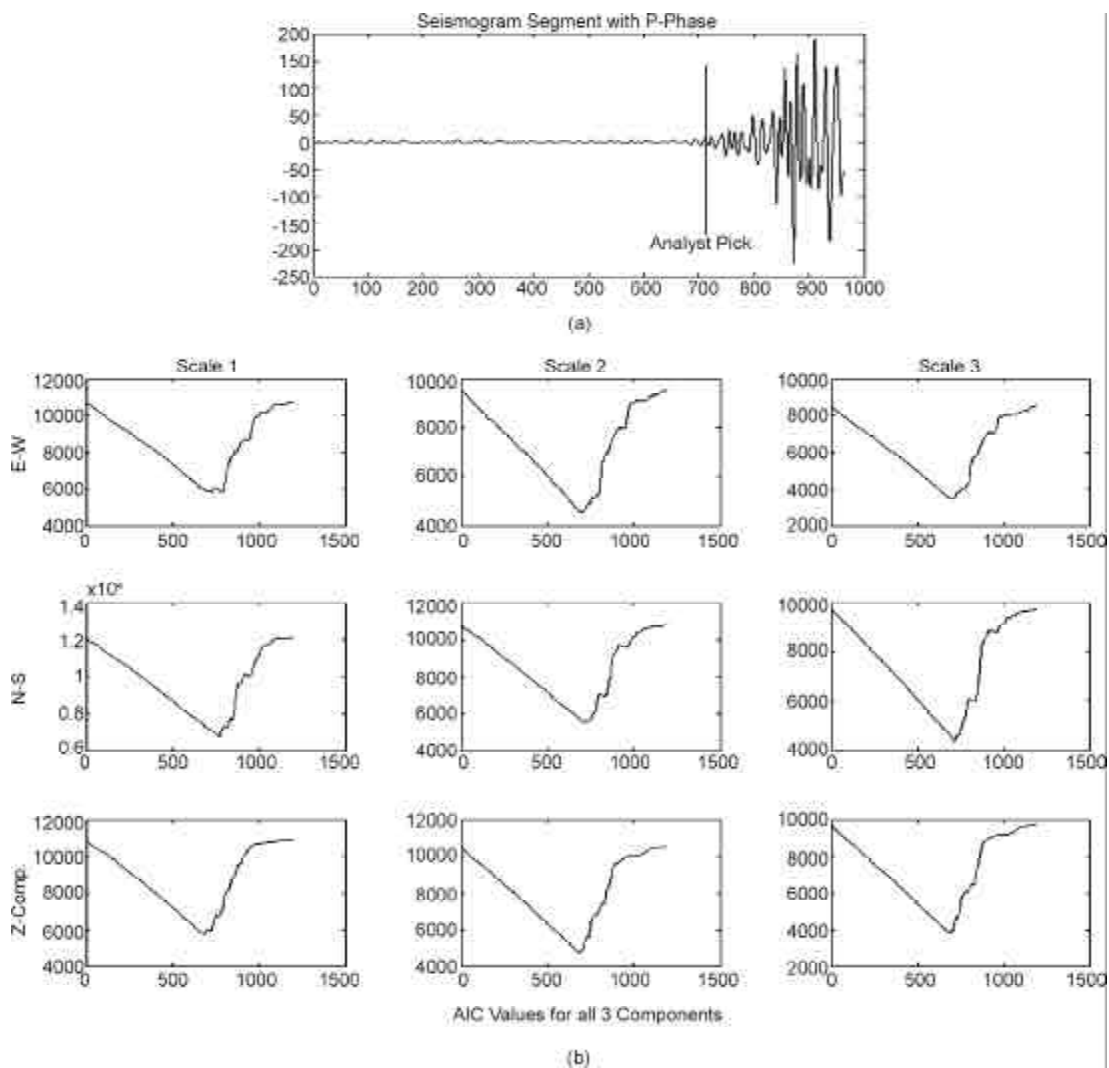 Seismogram Segment with P-Phase
200
150
100
50
0
-50
-100
-150
-200
-250
Analyst Pick
0 100 200 300 400 500 600 700 800 900 1000
(a)
Scale 1 Scale 2 Scale 3
E-W
12000 10000 8000 6000 4000
0 500 1000 1500
10000 8000 6000 4000
0 500 1000 1500
10000 8000 6000 4000 2000
0 500 1000 1500
N-S
1.4 1.2 1 0.8 0.6
0 500 1000 1500
12000 10000 8000 6000 4000
0 500 1000 1500
10000 8000 6000 4000
0 500 1000 1500
Z-Comp.
12000 10000 8000 6000 4000
0 500 1000 1500
12000 10000 8000 6000 4000
0 500 1000 1500
10000 8000 6000 4000 2000
0 500 1000 1500
AIC Values for all 3 Components
(b)